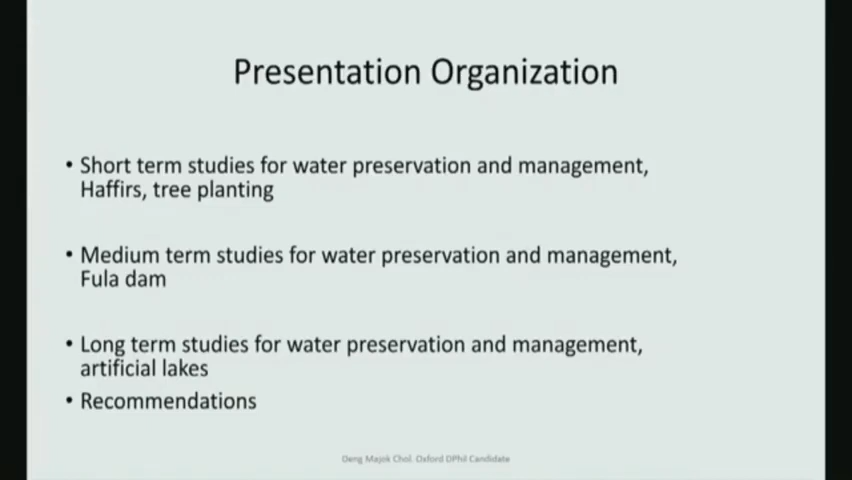 Presentation Organization
• Short term studies for water preservation and management,
Haffirs, tree planting
• Medium term studies for water preservation and management,
Fula dam
• Long term studies for water preservation and management,
artificial lakes
• Recommendations
Deng Majok Chol. Oxford DPhil Candidate